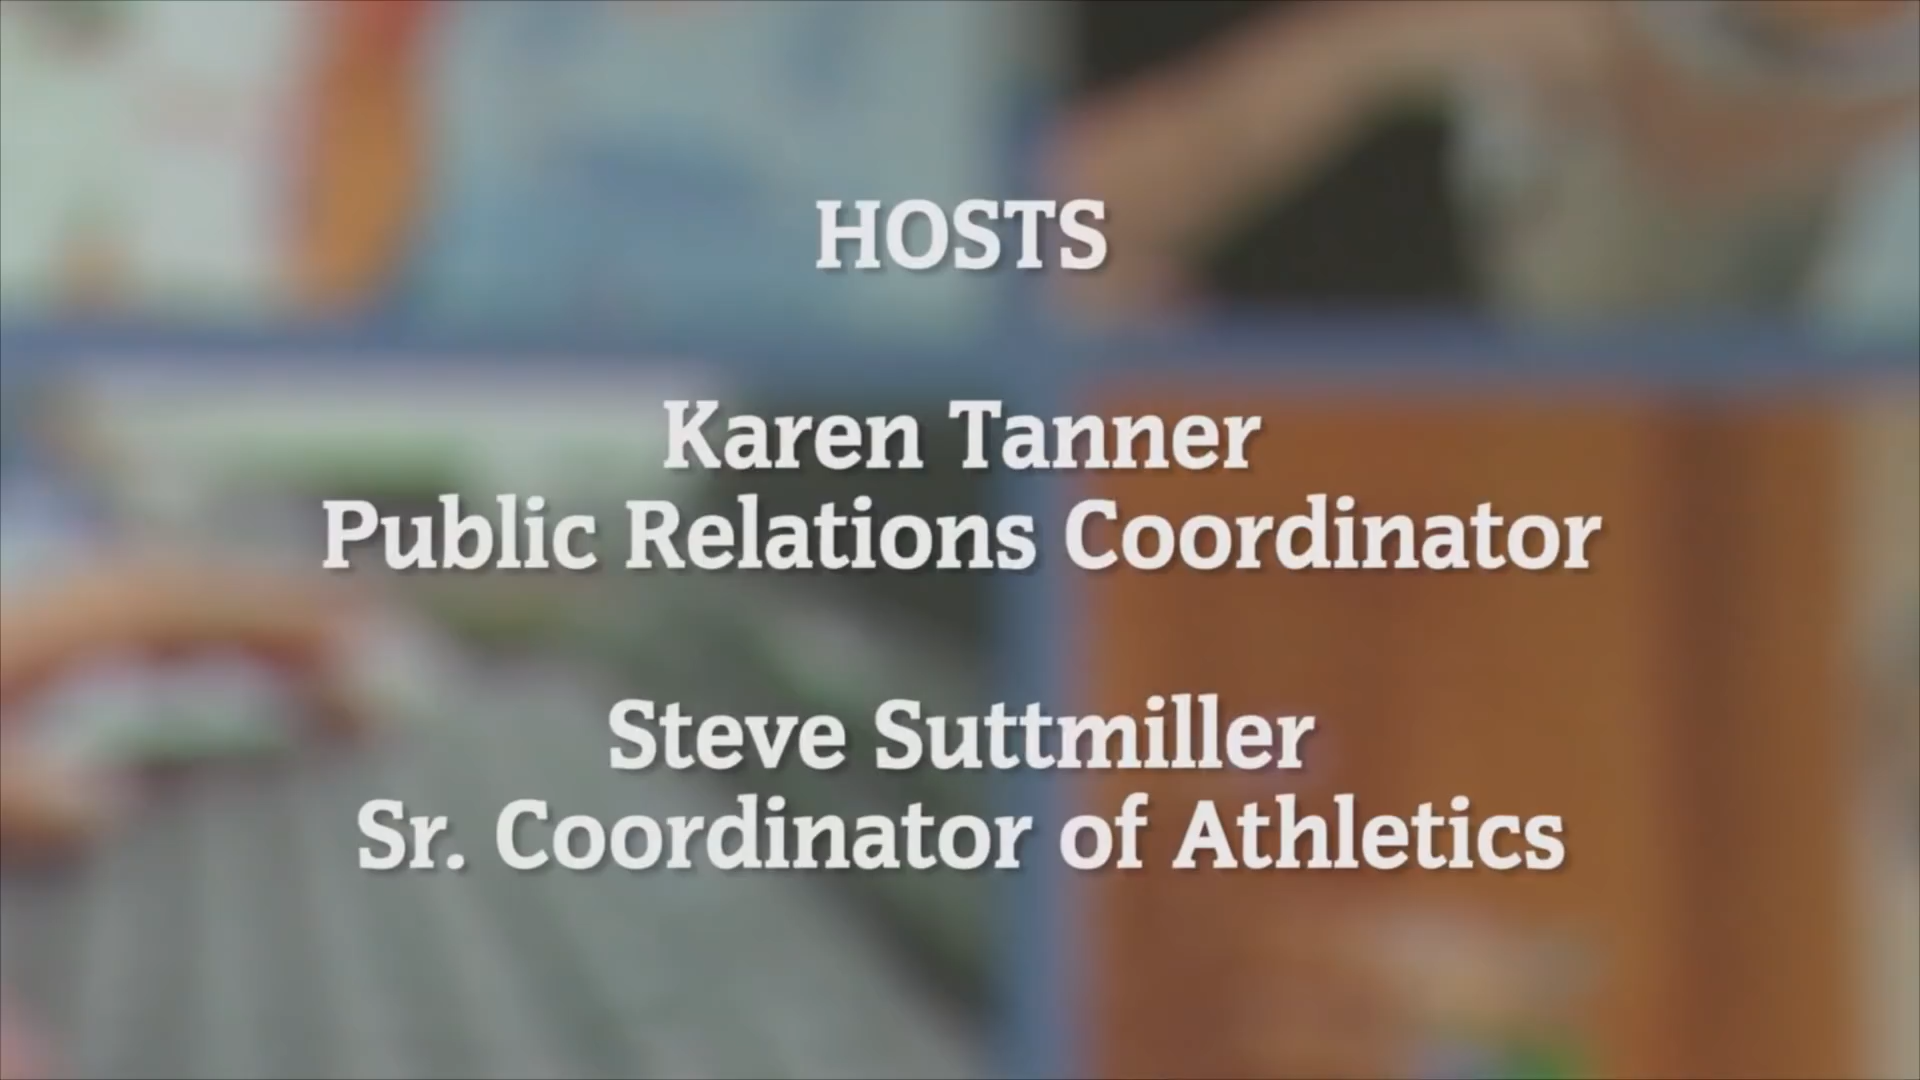 HOSTS
Karen Tanner
Public Relations Coordinator
Steve Suttmiller
Sr. Coordinator of Athletics